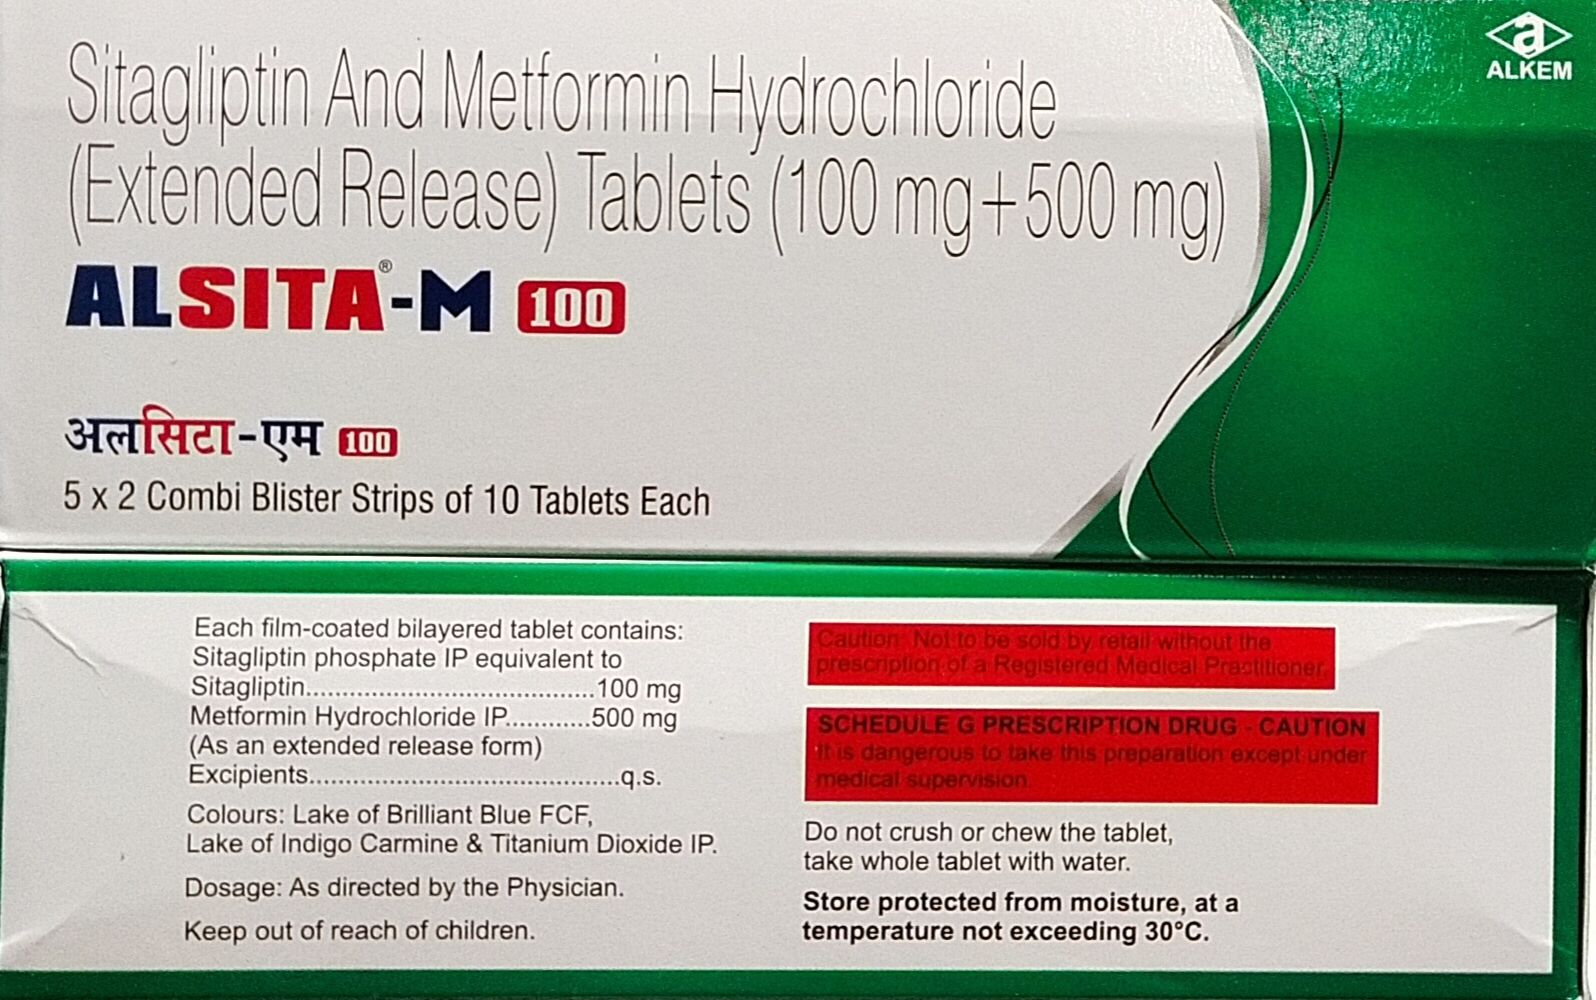 a
ALKEM
Sitagliptin And Metformin Hydrochloride
(Extended Release) Tablets (100 mg+500 mg)
ALSITA®-M 100
अलसिटा-एम 100
5 x 2 Combi Blister Strips of 10 Tablets Each
Each film-coated bilayered tablet contains:
Sitagliptin phosphate IP equivalent to
Sitagliptin......................................100 mg
Metformin Hydrochloride IP............500 mg
(As an extended release form)
Excipients.........................................q.s.
Colours: Lake of Brilliant Blue FCF,
Lake of Indigo Carmine & Titanium Dioxide IP.
Dosage: As directed by the Physician.
Keep out of reach of children.
Caution: Not to be sold by retail without the
prescription of a Registered Medical Practitioner.
SCHEDULE G PRESCRIPTION DRUG - CAUTION
It is dangerous to take this preparation except under
medical supervision.
Do not crush or chew the tablet,
take whole tablet with water.
Store protected from moisture, at a
temperature not exceeding 30°C.